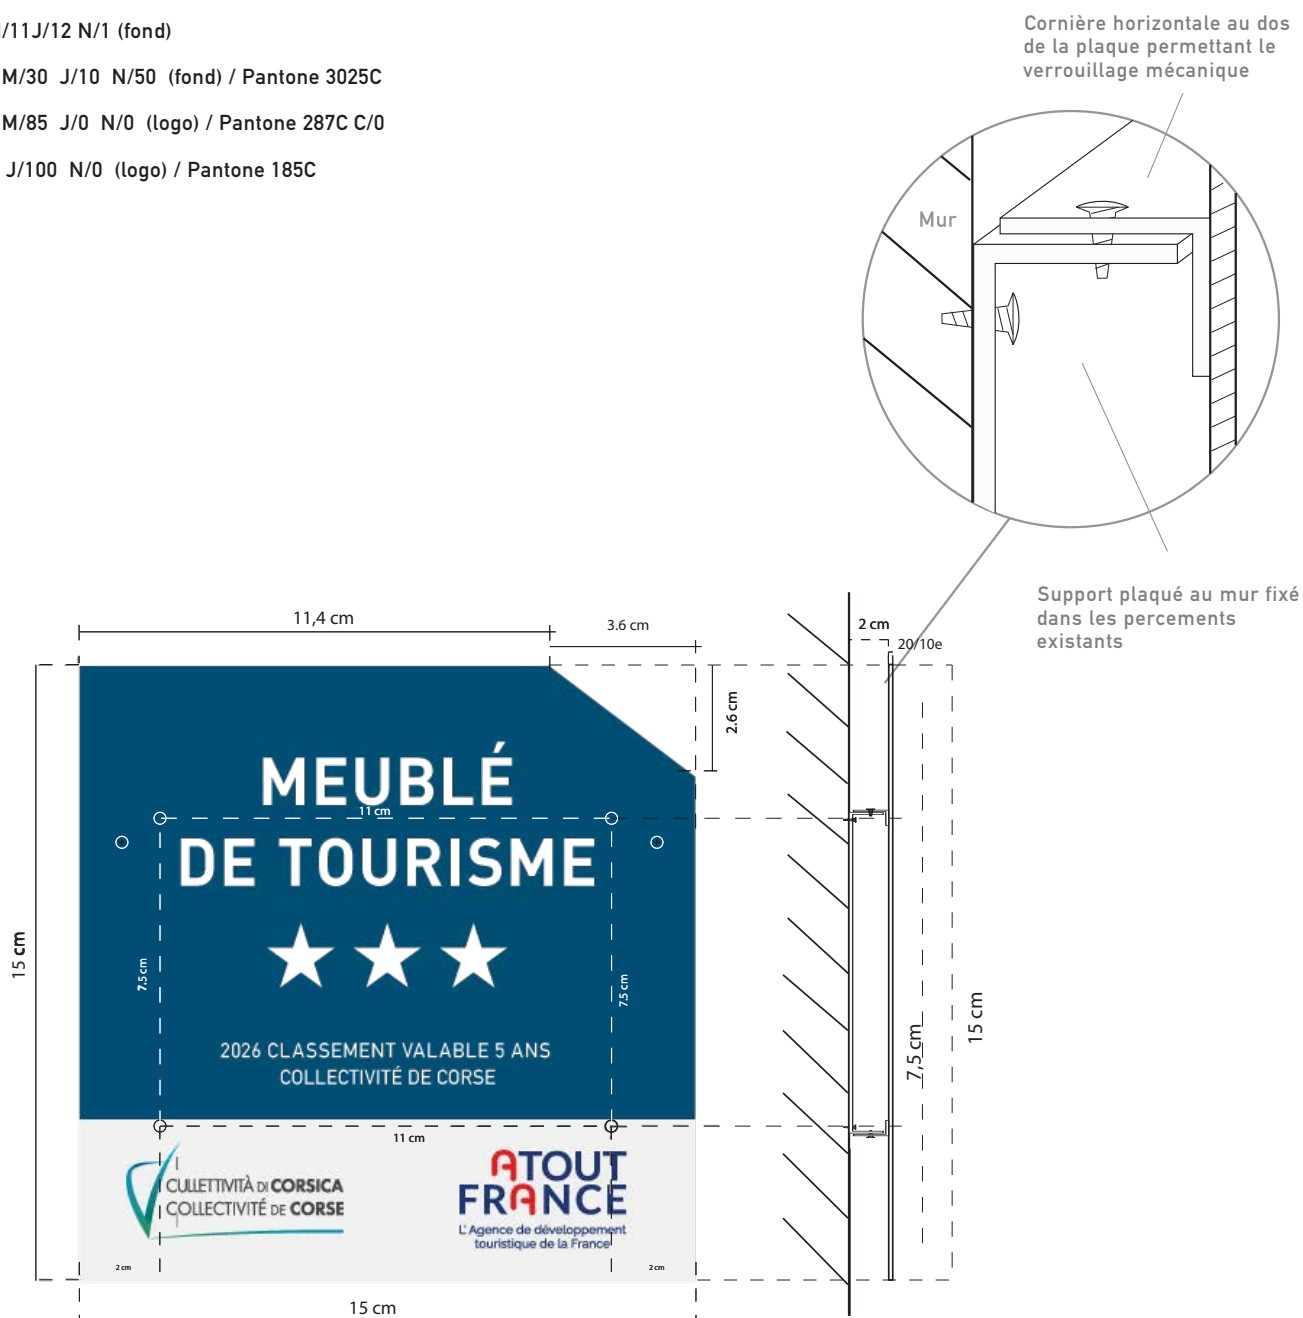 /11J/12 N/1 (fond)
M/30 J/10 N/50 (fond) / Pantone 3025C
M/85 J/0 N/0 (logo) / Pantone 287C C/0
J/100 N/0 (logo) / Pantone 185C
Cornière horizontale au dos
de la plaque permettant le
verrouillage mécanique
Mur
Support plaqué au mur fixé
dans les percements
existants
11,4 cm
3.6 cm
2 cm
20/10e
2.6 cm
MEUBLÉ
11 cm
DE TOURISME
15 cm
7.5 cm
7.5 cm
2026 CLASSEMENT VALABLE 5 ANS
COLLECTIVITÉ DE CORSE
7,5 cm
15 cm
11 cm
CULLETTIVITÀ DI CORSICA
COLLECTIVITÉ DE CORSE
ATOUT
FRANCE
L'Agence de développement
touristique de la France
2 cm
2 cm
15 cm